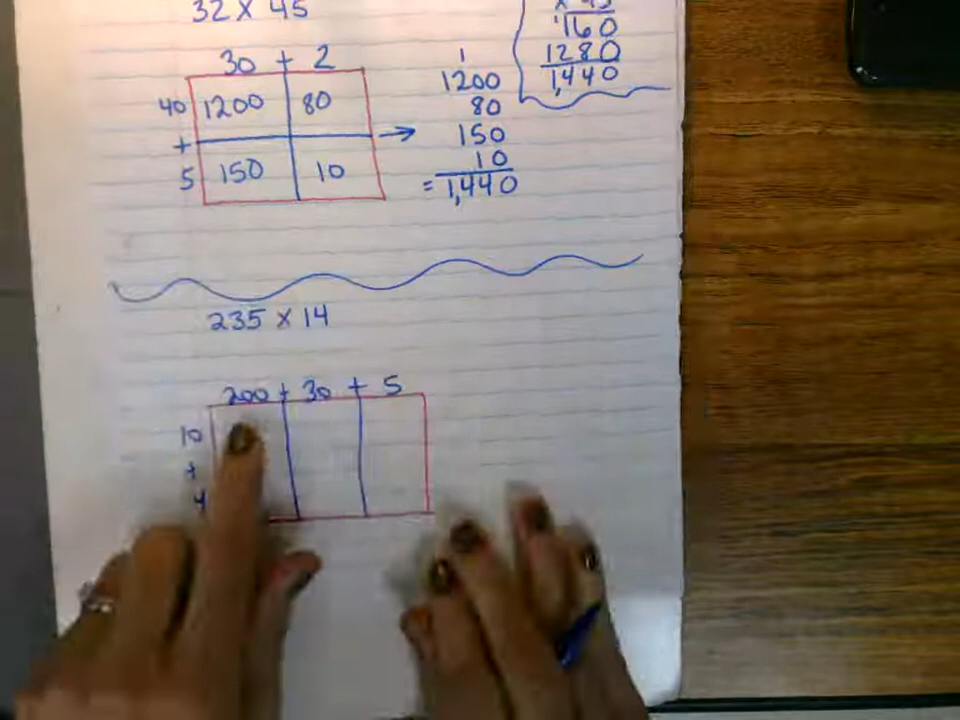 32 x 45
30 + 2
40 1200 80
+
5 150 10
1
1200
80
150
10
= 1,440
1
160
1280
1,440
235 x 14
200 + 30 + 5
10
+
4